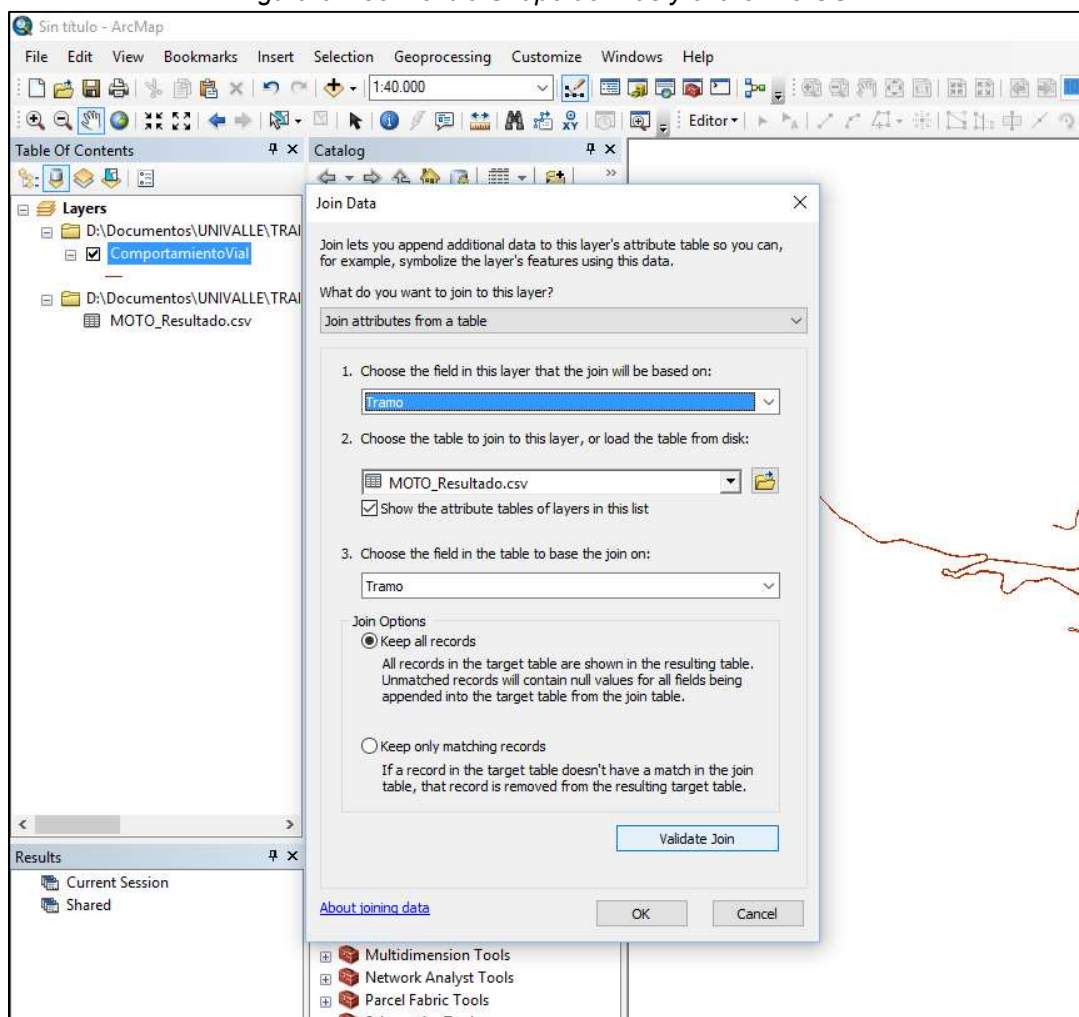 Sin título - ArcMap
File Edit View Bookmarks Insert Selection Geoprocessing Customize Windows Help
1:40.000
Editor
Table Of Contents
Layers
D:\Documentos\UNIVALLE\TRAI
ComportamientoVial
D:\Documentos\UNIVALLE\TRAI
MOTO_Resultado.csv
Catalog
Join Data
Join lets you append additional data to this layer's attribute table so you can,
for example, symbolize the layer's features using this data.
What do you want to join to this layer?
Join attributes from a table
1. Choose the field in this layer that the join will be based on:
Tramo
2. Choose the table to join to this layer, or load the table from disk:
MOTO_Resultado.csv
Show the attribute tables of layers in this list
3. Choose the field in the table to base the join on:
Tramo
Join Options
Keep all records
All records in the target table are shown in the resulting table.
Unmatched records will contain null values for all fields being
appended into the target table from the join table.
Keep only matching records
If a record in the target table doesn't have a match in the join
table, that record is removed from the resulting target table.
Validate Join
About joining data
OK
Cancel
Results
Current Session
Shared
Multidimension Tools
Network Analyst Tools
Parcel Fabric Tools